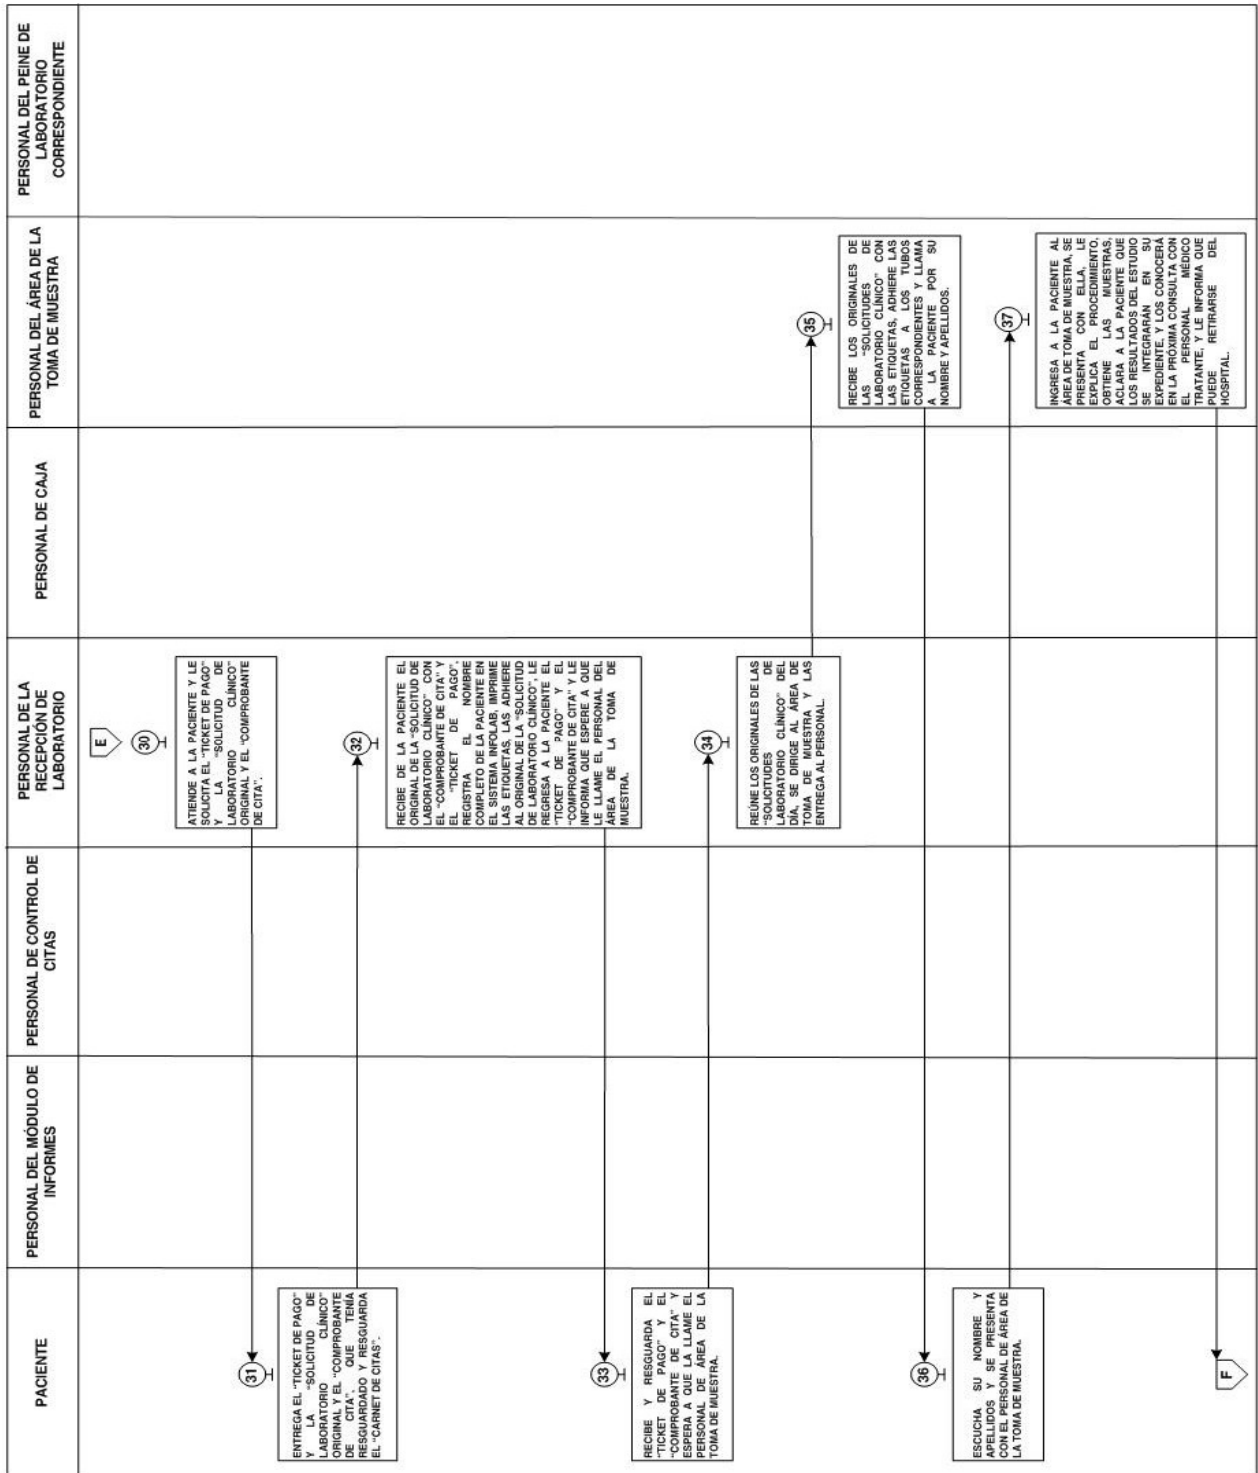 PACIENTE
PERSONAL DEL MÓDULO DE
INFORMES
PERSONAL DE CONTROL DE
CITAS
PERSONAL DE LA
RECEPCIÓN DE
LABORATORIO
PERSONAL DE CAJA
PERSONAL DEL ÁREA DE LA
TOMA DE MUESTRA
PERSONAL DEL PEINE DE
LABORATORIO
CORRESPONDIENTE
E
30
ATIENDE A LA PACIENTE Y LE
SOLICITA EL "TICKET DE PAGO"
Y LA "SOLICITUD DE
LABORATORIO CLÍNICO"
ORIGINAL Y EL "COMPROBANTE
DE CITA".
31
ENTREGA EL "TICKET DE PAGO"
Y LA "SOLICITUD DE
LABORATORIO CLÍNICO"
ORIGINAL Y EL "COMPROBANTE
DE CITA", QUE TENÍA
RESGUARDADO Y RESGUARDA
EL "CARNET DE CITAS".
32
RECIBE DE LA PACIENTE EL
ORIGINAL DE LA "SOLICITUD DE
LABORATORIO CLÍNICO" CON
EL "COMPROBANTE DE CITA" Y
EL "TICKET DE PAGO",
REGISTRA EL NOMBRE
COMPLETO DE LA PACIENTE EN
EL SISTEMA INFOLAB, IMPRIME
LAS ETIQUETAS, LAS ADHIERE
AL ORIGINAL DE LA "SOLICITUD
DE LABORATORIO CLÍNICO", LE
REGRESA A LA PACIENTE EL
"TICKET DE PAGO" Y EL
"COMPROBANTE DE CITA" Y LE
INFORMA QUE ESPERE A QUE
LE LLAME EL PERSONAL DEL
ÁREA DE LA TOMA DE
MUESTRA.
33
RECIBE Y RESGUARDA EL
"TICKET DE PAGO" Y EL
"COMPROBANTE DE CITA" Y
ESPERA A QUE LA LLAME EL
PERSONAL DE ÁREA DE LA
TOMA DE MUESTRA.
34
REÚNE LOS ORIGINALES DE LAS
"SOLICITUDES DE
LABORATORIO CLÍNICO" DEL
DÍA, SE DIRIGE AL ÁREA DE
TOMA DE MUESTRA Y LAS
ENTREGA AL PERSONAL.
35
RECIBE LOS ORIGINALES DE
LAS "SOLICITUDES DE
LABORATORIO CLÍNICO" CON
LAS ETIQUETAS, ADHIERE LAS
ETIQUETAS A LOS TUBOS
CORRESPONDIENTES Y LLAMA
A LA PACIENTE POR SU
NOMBRE Y APELLIDOS.
36
ESCUCHA SU NOMBRE Y
APELLIDOS Y SE PRESENTA
CON EL PERSONAL DE ÁREA DE
LA TOMA DE MUESTRA.
37
INGRESA A LA PACIENTE AL
ÁREA DE TOMA DE MUESTRA, SE
PRESENTA CON ELLA, LE
EXPLICA EL PROCEDIMIENTO,
OBTIENE LAS MUESTRAS,
ACLARA A LA PACIENTE QUE
LOS RESULTADOS DEL ESTUDIO
SE INTEGRARÁN EN SU
EXPEDIENTE, Y LOS CONOCERÁ
EN LA PRÓXIMA CONSULTA CON
EL PERSONAL MÉDICO
TRATANTE, Y LE INFORMA QUE
PUEDE RETIRARSE DEL
HOSPITAL.
F